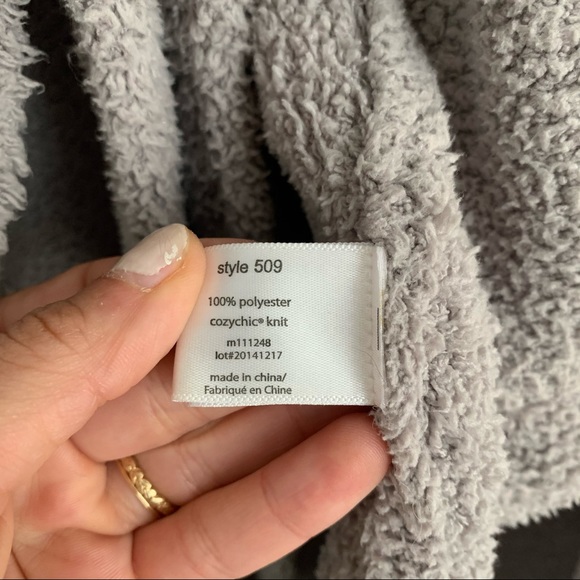 style 509
100% polyester
cozychic® knit
m111248
lot#20141217
made in china/
Fabriqué en Chine